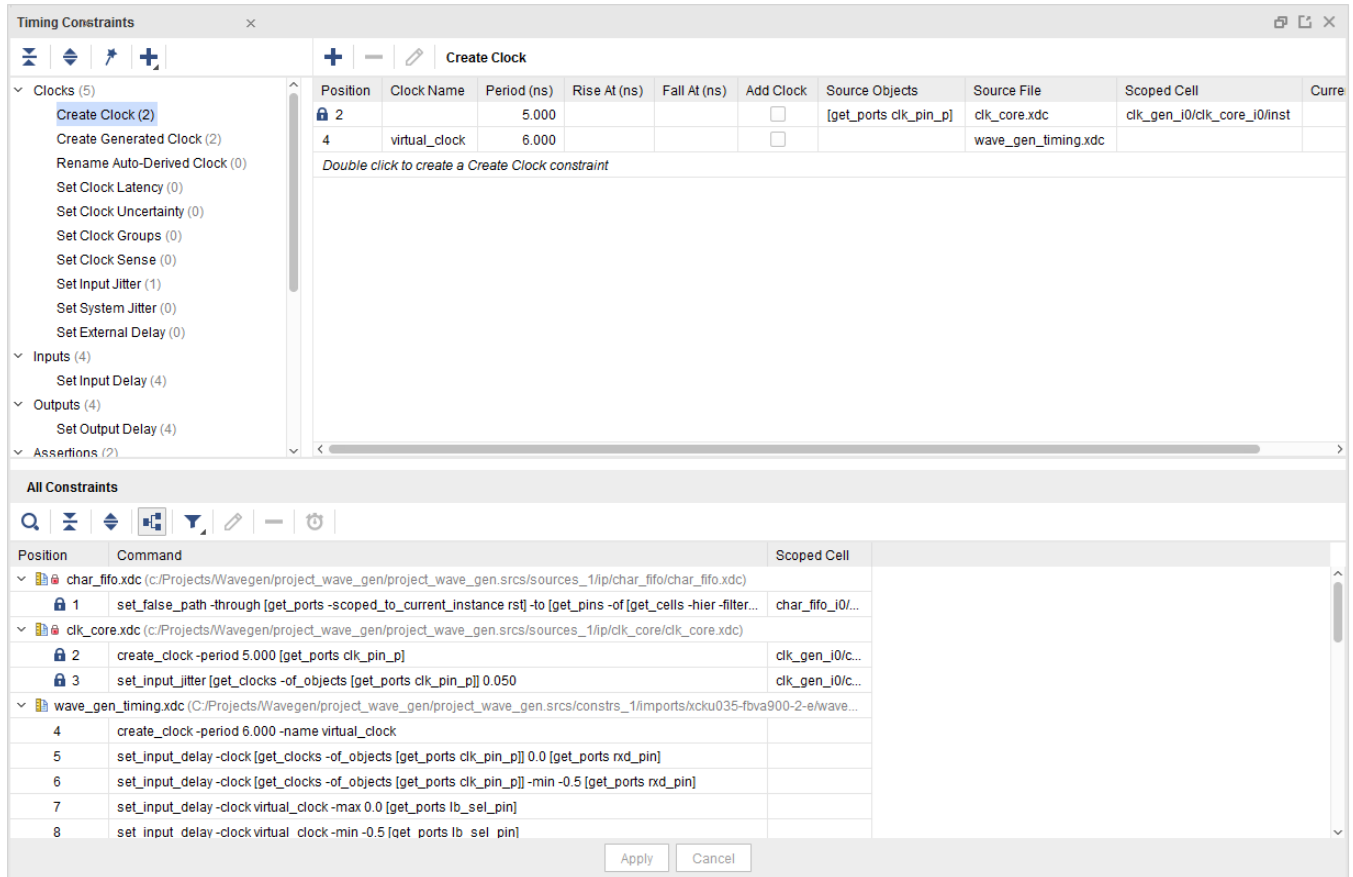 Timing Constraints
Create Clock
Clocks (5)
Create Clock (2)
Create Generated Clock (2)
Rename Auto-Derived Clock (0)
Set Clock Latency (0)
Set Clock Uncertainty (0)
Set Clock Groups (0)
Set Clock Sense (0)
Set Input Jitter (1)
Set System Jitter (0)
Set External Delay (0)
Inputs (4)
Set Input Delay (4)
Outputs (4)
Set Output Delay (4)
Assertions (2)
Position Clock Name Period (ns) Rise At (ns) Fall At (ns) Add Clock Source Objects Source File Scoped Cell Curre
2 5.000 [get_ports clk_pin_p] clk_core.xdc clk_gen_i0/clk_core_i0/inst
4 virtual_clock 6.000 wave_gen_timing.xdc
Double click to create a Create Clock constraint
All Constraints
Position Command Scoped Cell
char_fifo.xdc (c:/Projects/Wavegen/project_wave_gen/project_wave_gen.srcs/sources_1/ip/char_fifo/char_fifo.xdc)
1 set_false_path -through [get_ports -scoped_to_current_instance rst] -to [get_pins -of [get_cells -hier -filter... char_fifo_i0/...
clk_core.xdc (c:/Projects/Wavegen/project_wave_gen/project_wave_gen.srcs/sources_1/ip/clk_core/clk_core.xdc)
2 create_clock -period 5.000 [get_ports clk_pin_p] clk_gen_i0/c...
3 set_input_jitter [get_clocks -of_objects [get_ports clk_pin_p]] 0.050 clk_gen_i0/c...
wave_gen_timing.xdc (C:/Projects/Wavegen/project_wave_gen/project_wave_gen.srcs/constrs_1/imports/xcku035-fbva900-2-e/wave...
4 create_clock -period 6.000 -name virtual_clock
5 set_input_delay -clock [get_clocks -of_objects [get_ports clk_pin_p]] 0.0 [get_ports rxd_pin]
6 set_input_delay -clock [get_clocks -of_objects [get_ports clk_pin_p]] -min -0.5 [get_ports rxd_pin]
7 set_input_delay -clock virtual_clock -max 0.0 [get_ports lb_sel_pin]
8 set_input_delay -clock virtual_clock -min -0.5 [get_ports lb_sel_pin]
Apply Cancel